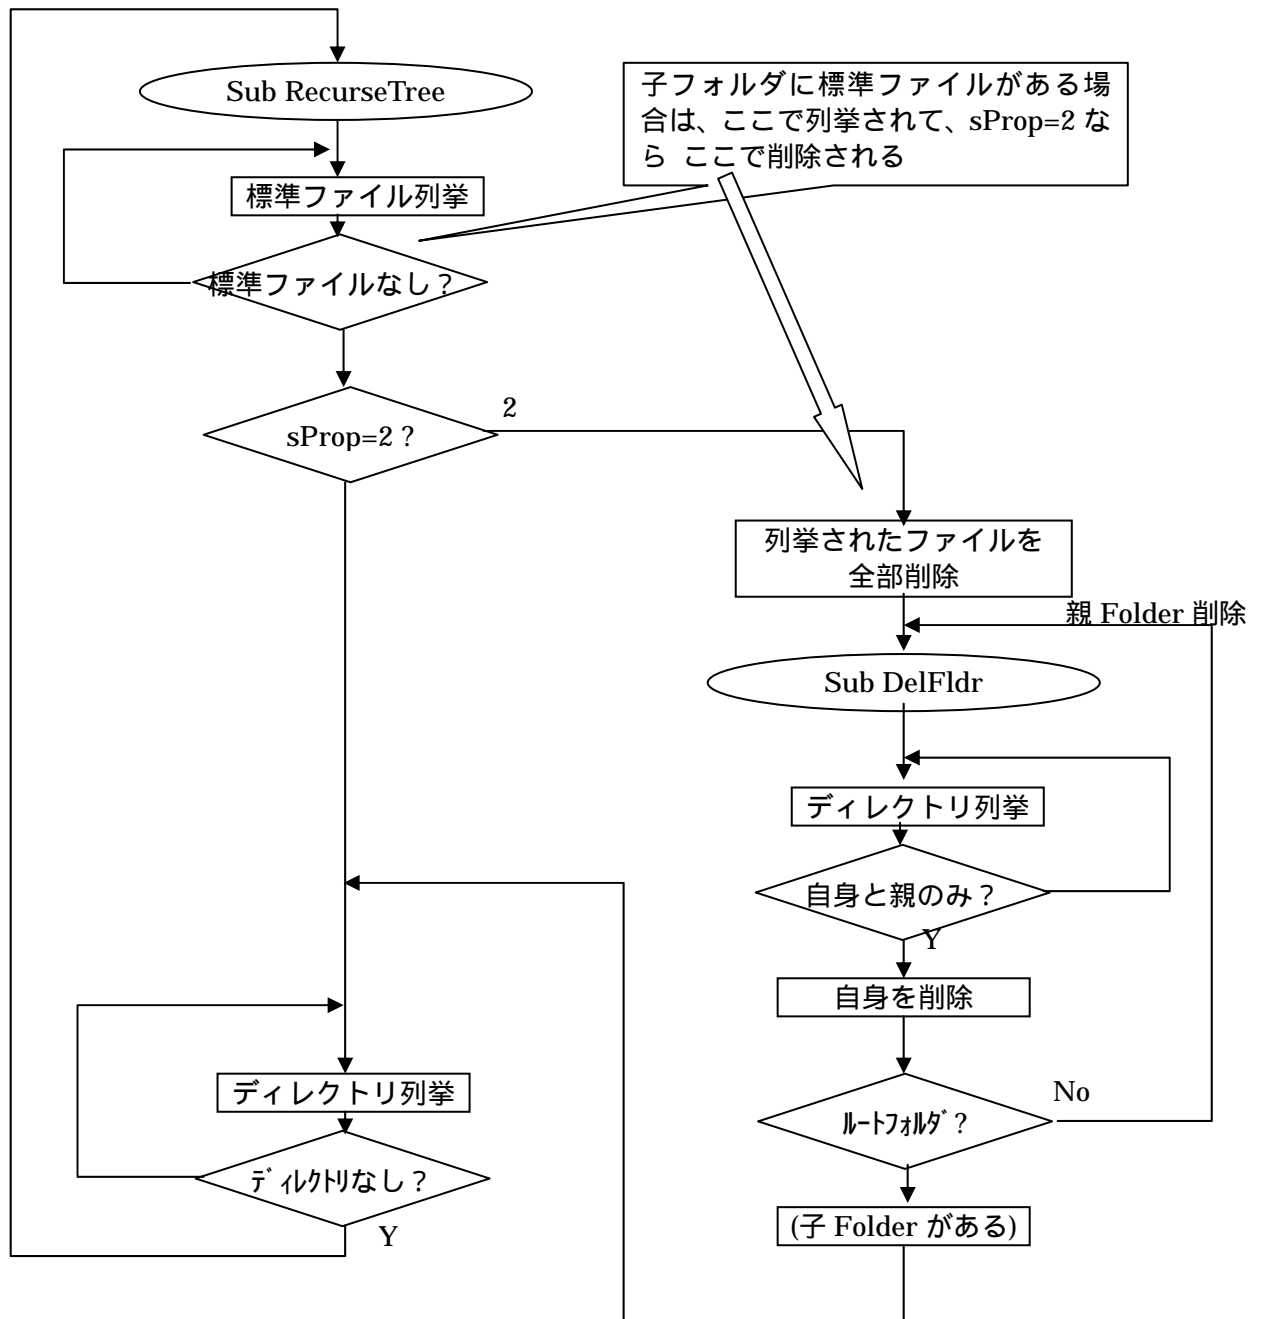 Sub RecurseTree
子フォルダに標準ファイルがある場
合は、ここで列挙されて、sProp=2 な
ら ここで削除される
標準ファイル列挙
標準ファイルなし？
2
sProp=2？
列挙されたファイルを
全部削除
親 Folder 削除
Sub DelFldr
ディレクトリ列挙
自身と親のみ？
Y
自身を削除
ディレクトリ列挙
No
ﾙｰﾄﾌｫﾙﾀﾞ？
ﾃﾞｨﾚｸﾄﾘなし？
Y
(子 Folder がある)